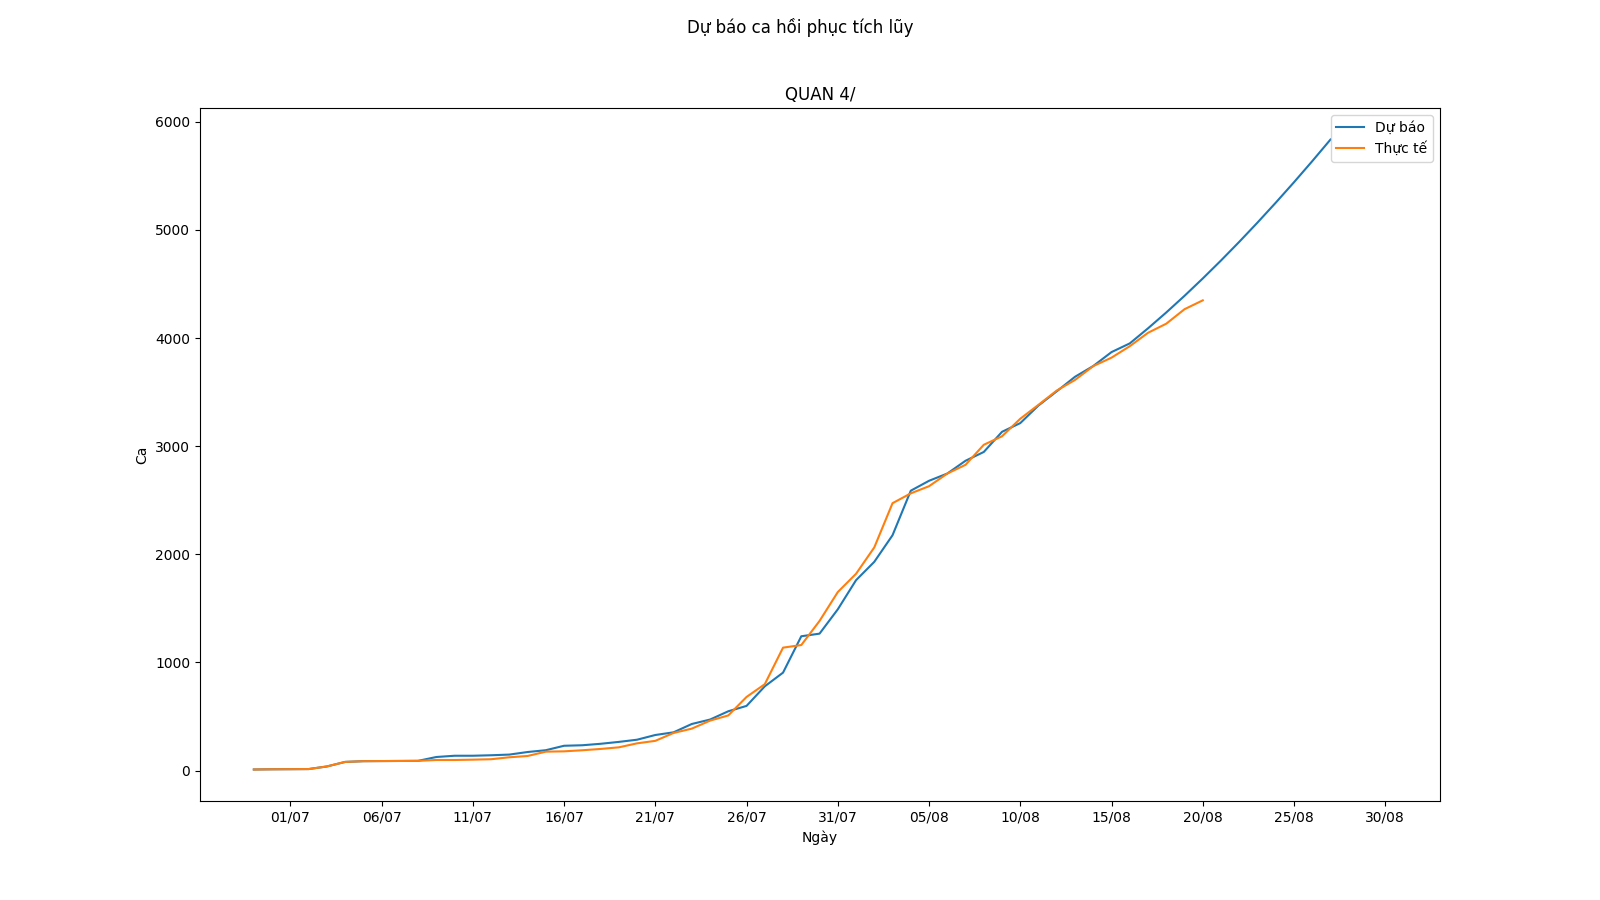 Dự báo ca hồi phục tích lũy
QUAN 4/
6000
5000
4000
3000
2000
1000
0
Ca
Dự báo
Thực tế
01/07 06/07 11/07 16/07 21/07 26/07 31/07 05/08 10/08 15/08 20/08 25/08 30/08
Ngày